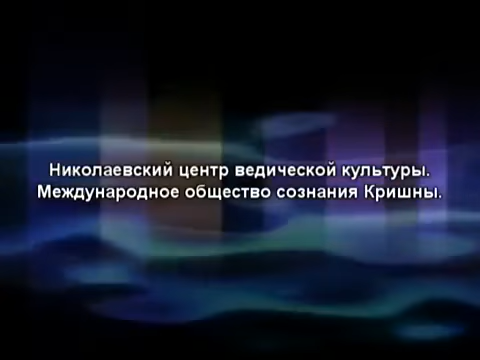 Николаевский центр ведической культуры.
Международное общество сознания Кришны.